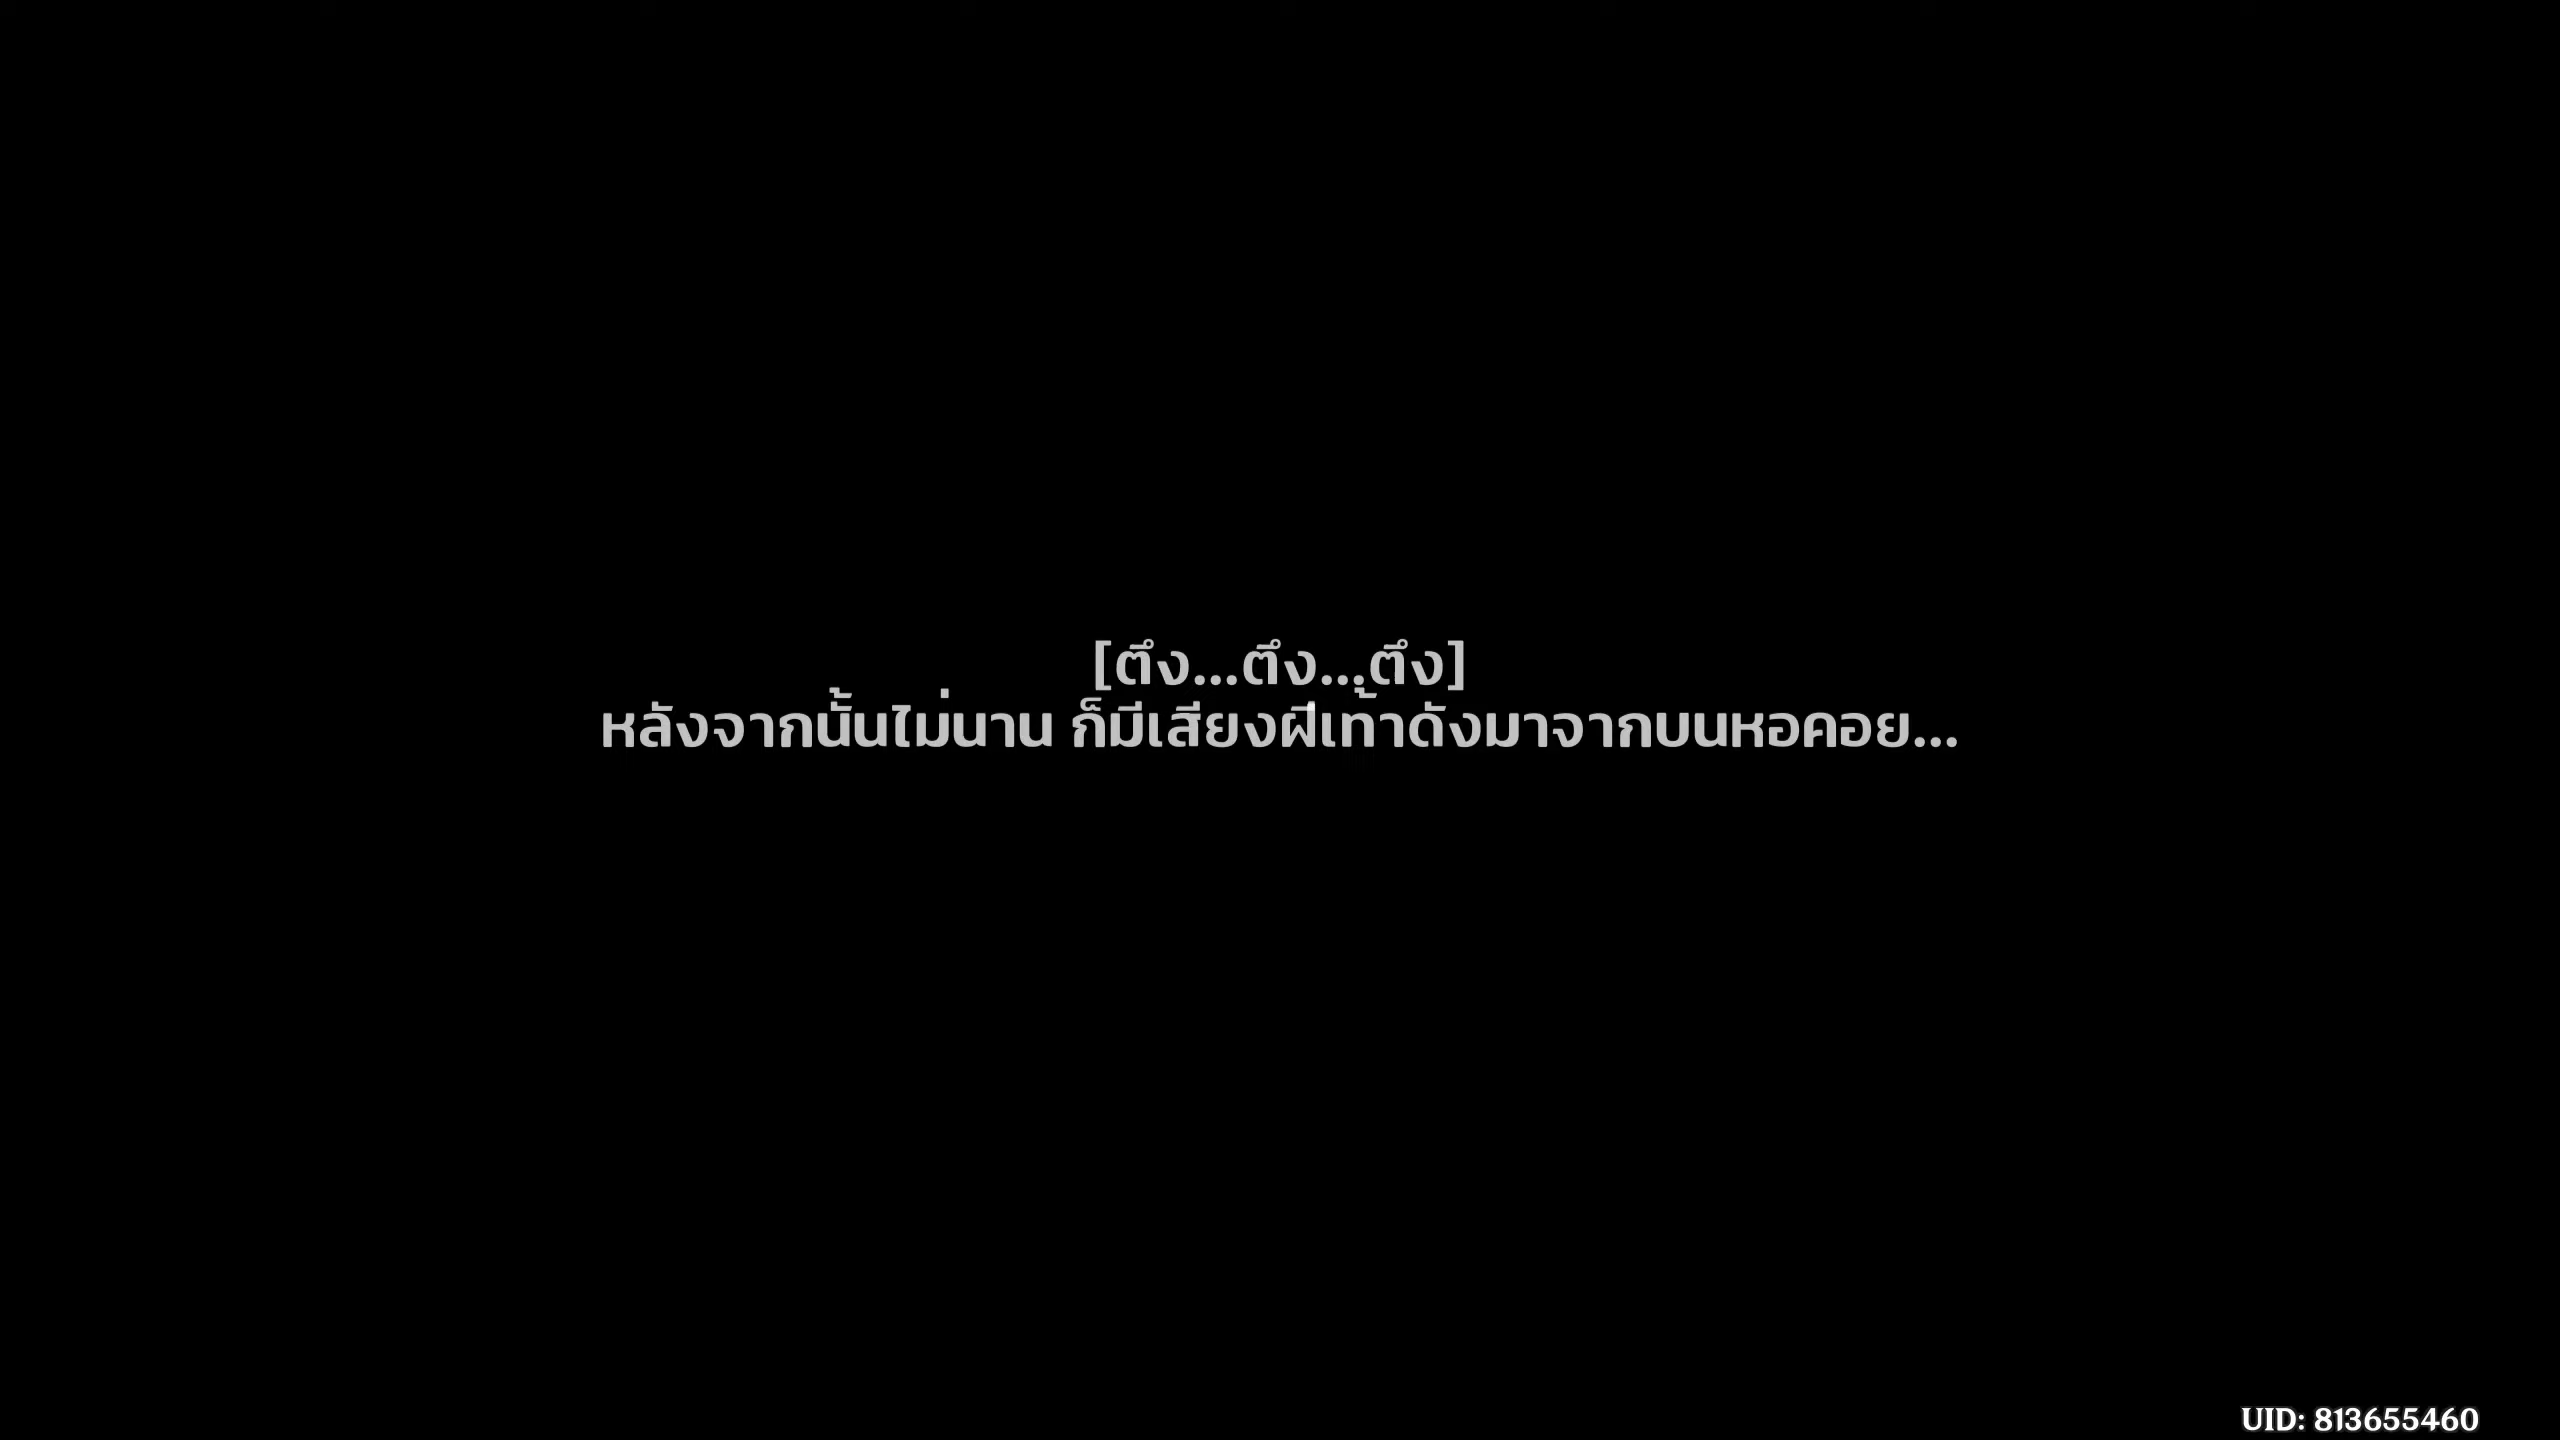 [ตึง...ตึง...ตึง]
หลังจากนั้นไม่นาน ก็มีเสียงฝีเท้าดังมาจากบนหอคอย...
UID: 813655460